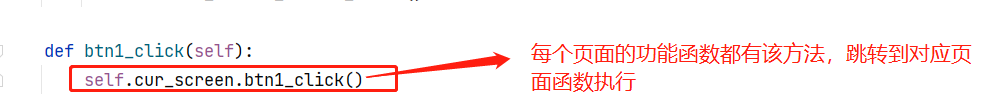 def btn1_click(self):
self.cur_screen.btn1_click()
每个页面的功能函数都有该方法，跳转到对应页
面函数执行